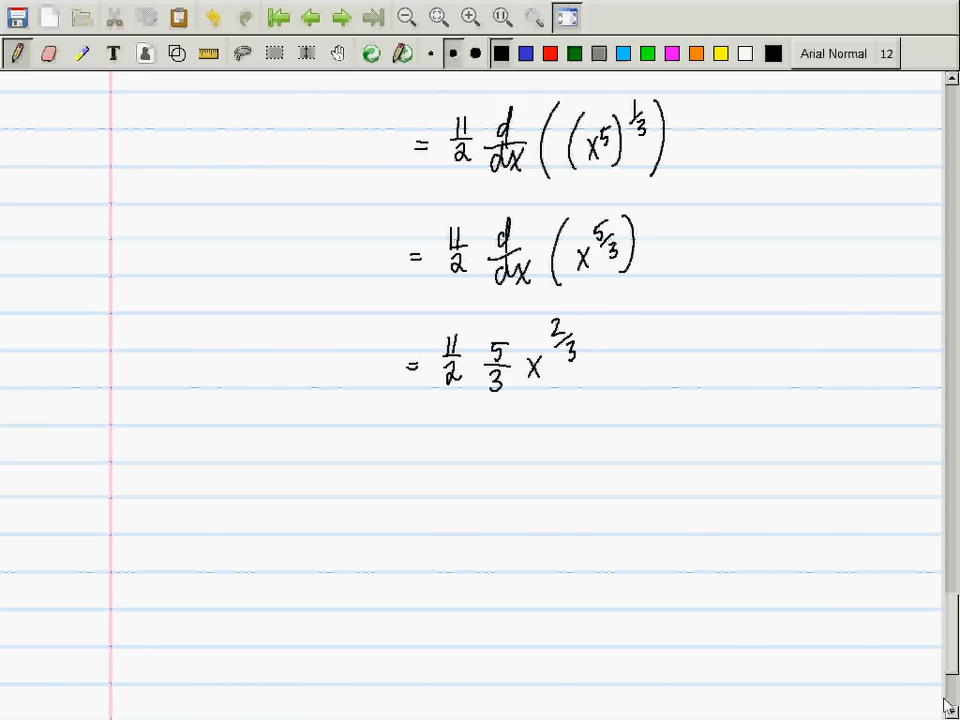 Arial Normal 12
= 11/2 d/dx ((x^5)^1/3)
= 11/2 d/dx (x^5/3)
= 11/2 5/3 x^2/3